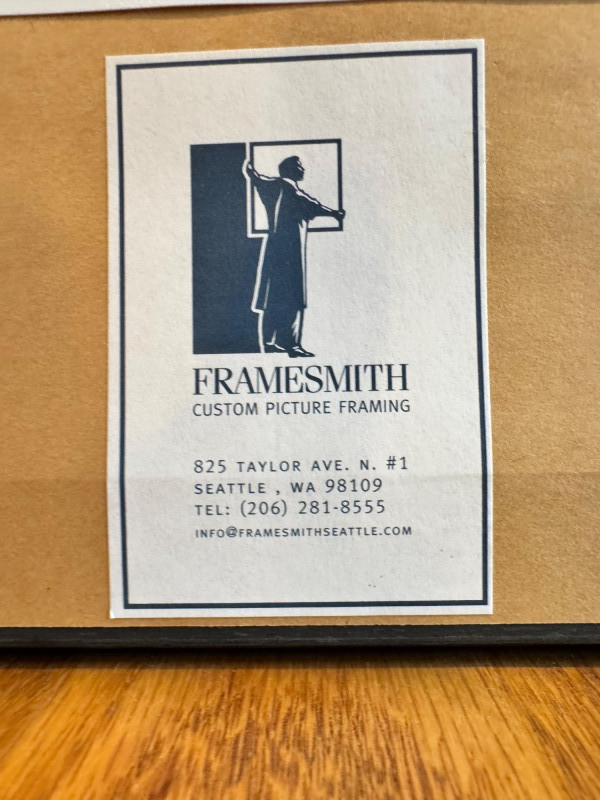 FRAMESMITH
CUSTOM PICTURE FRAMING
825 TAYLOR AVE. N. #1
SEATTLE , WA 98109
TEL: (206) 281-8555
INFO@FRAMESMITHSEATTLE.COM